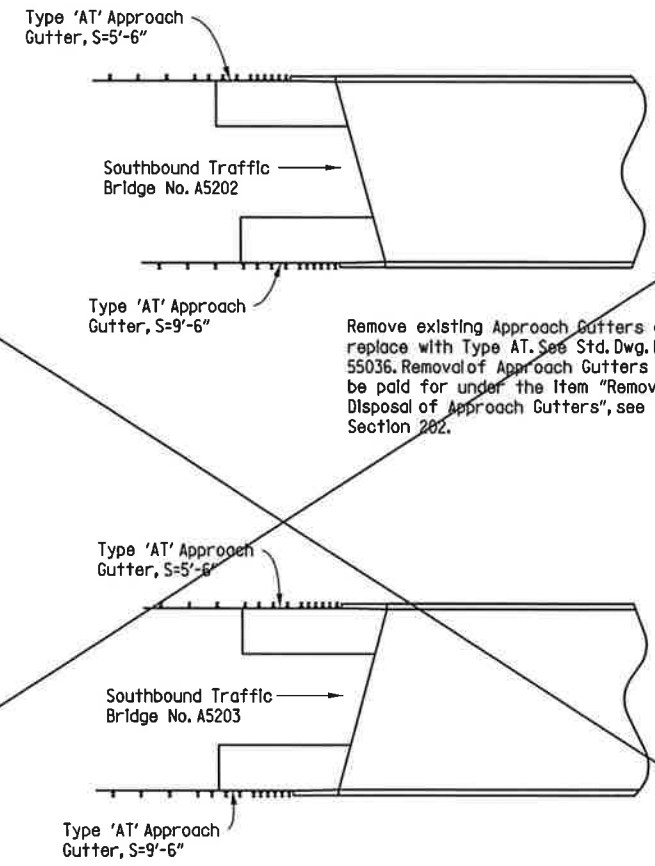 Type 'AT' Approach
Gutter, S=5'-6"
Southbound Traffic
Bridge No. A5202
Type 'AT' Approach
Gutter, S=9'-6"
Remove existing Approach Gutters
replace with Type AT. See Std. Dwg.
55036. Removal of Approach Gutters
be paid for under the item "Remov
Disposal of Approach Gutters", see
Section 202.
Type 'AT' Approach
Gutter, S=5'-6"
Southbound Traffic
Bridge No. A5203
Type 'AT' Approach
Gutter, S=9'-6"